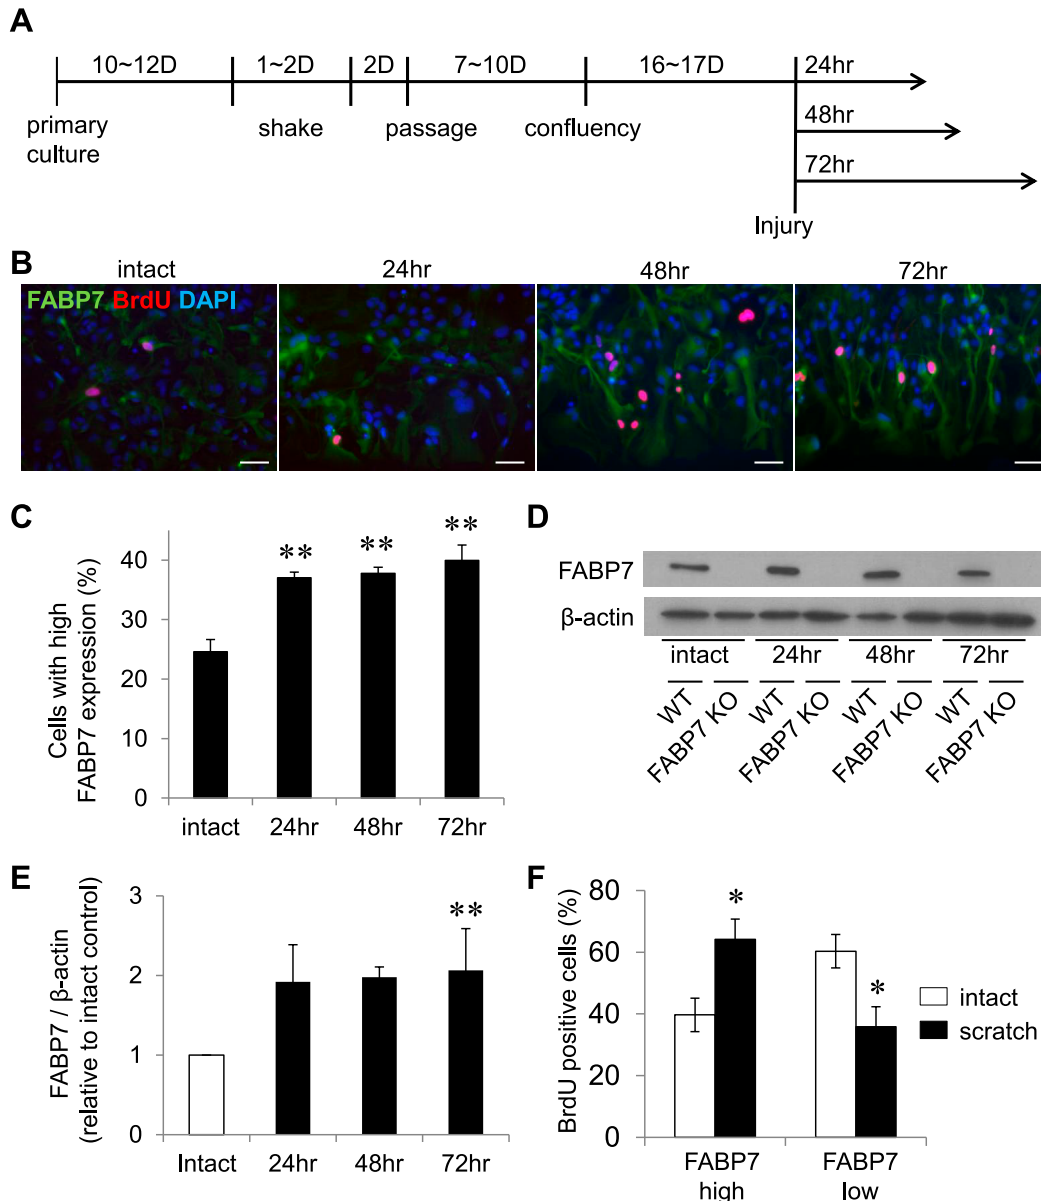 A
10~12D 1~2D 2D 7~10D 16~17D 24hr
primary culture
shake passage confluency
48hr
72hr
Injury
B
intact 24hr 48hr 72hr
FABP7 BrdU DAPI
C
Cells with high
FABP7 expression (%)
40
30
20
10
0
** ** **
intact 24hr 48hr 72hr
D
FABP7
β-actin
intact 24hr 48hr 72hr
WT FABP7 KO WT FABP7 KO WT FABP7 KO WT FABP7 KO
E
FABP7 / β-actin
(relative to intact control)
3
2
1
0
**
Intact 24hr 48hr 72hr
F
BrdU positive cells (%)
80
60
40
20
0
* *
FABP7 high
FABP7 low
intact
scratch